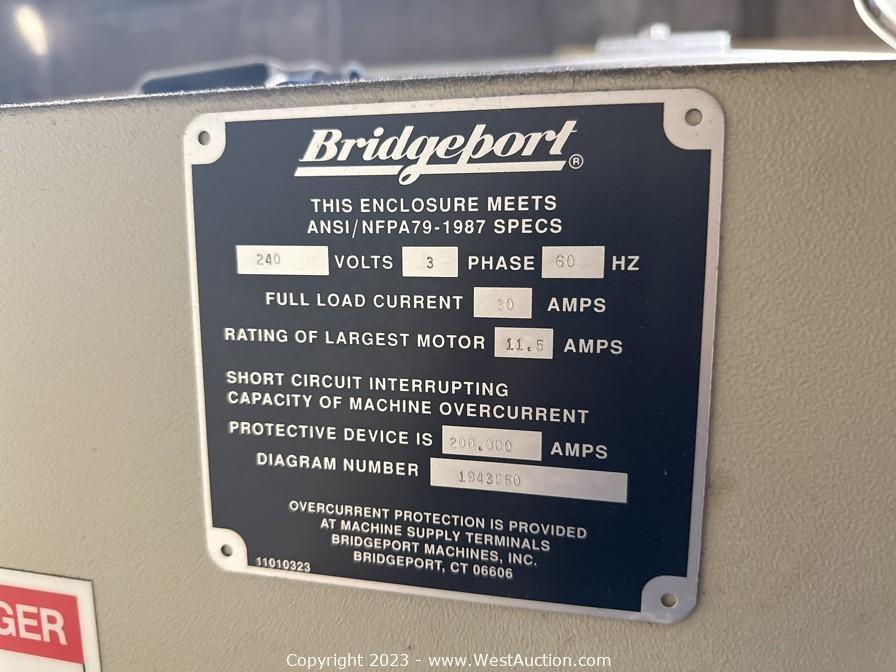 Bridgeport®
THIS ENCLOSURE MEETS
ANSI/NFPA79-1987 SPECS
240 VOLTS 3 PHASE 60 HZ
FULL LOAD CURRENT 30 AMPS
RATING OF LARGEST MOTOR 11.5 AMPS
SHORT CIRCUIT INTERRUPTING
CAPACITY OF MACHINE OVERCURRENT
PROTECTIVE DEVICE IS 200.000 AMPS
DIAGRAM NUMBER
OVERCURRENT PROTECTION IS PROVIDED
AT MACHINE SUPPLY TERMINALS
BRIDGEPORT MACHINES, INC.
BRIDGEPORT, CT 06606
11010323
GER
Copyright 2023 - www.WestAuction.com